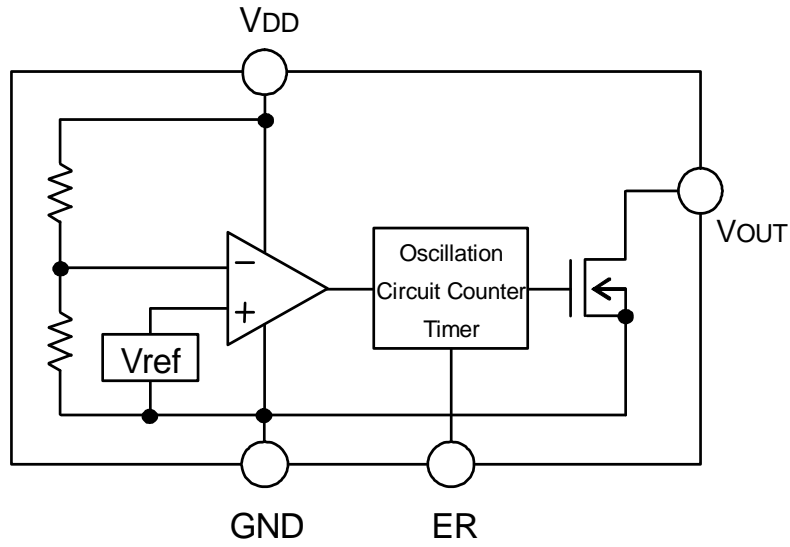 VDD
VOUT
Oscillation
Circuit Counter
Timer
−
+
Vref
GND
ER